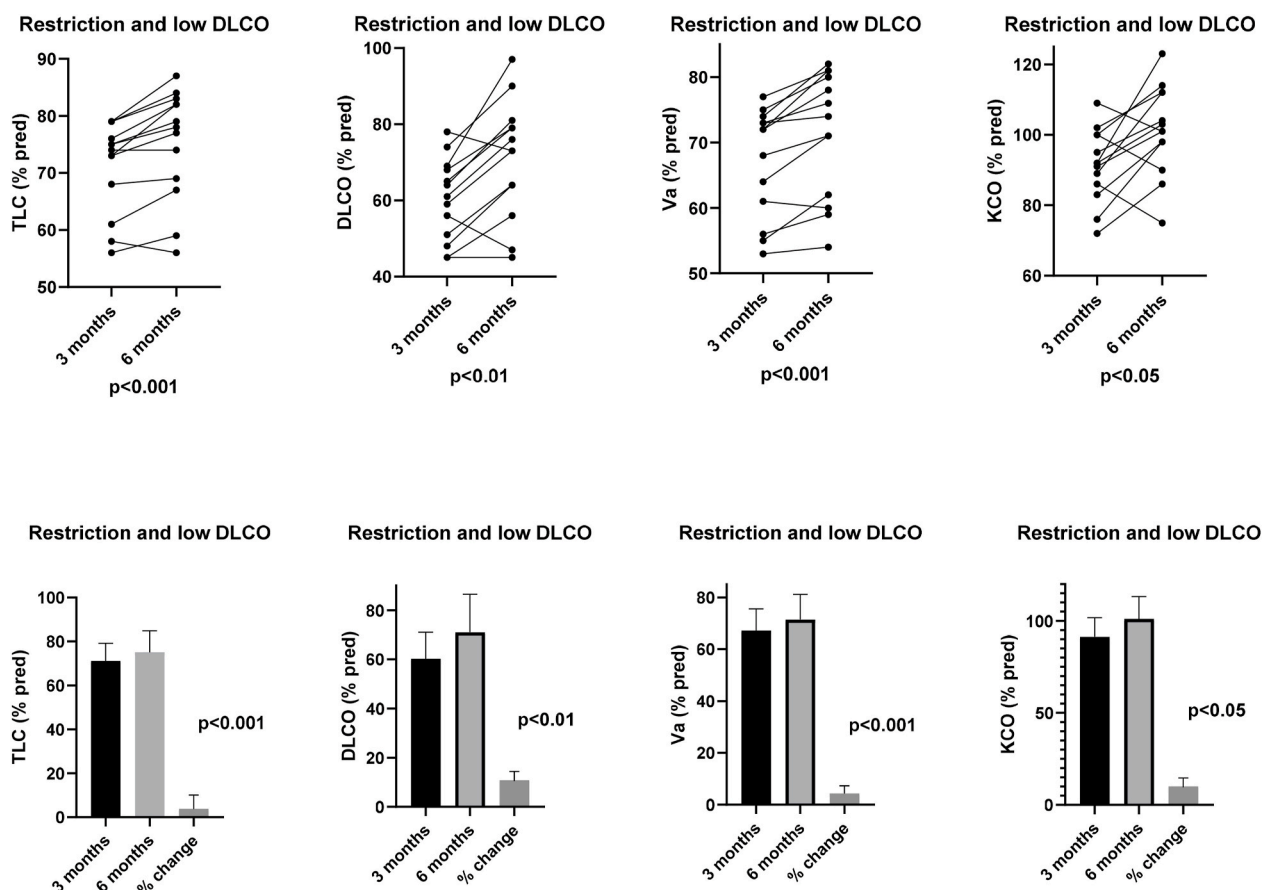 Restriction and low DLCO
Restriction and low DLCO
Restriction and low DLCO
Restriction and low DLCO
TLC (% pred)
90
80
70
60
50
3 months
6 months
p<0.001
DLCO (% pred)
100
80
60
40
3 months
6 months
p<0.01
Va (% pred)
80
70
60
50
3 months
6 months
p<0.001
KCO (% pred)
120
100
80
60
3 months
6 months
p<0.05
Restriction and low DLCO
Restriction and low DLCO
Restriction and low DLCO
Restriction and low DLCO
TLC (% pred)
100
80
60
40
20
0
p<0.001
3 months
6 months
% change
DLCO (% pred)
80
60
40
20
0
p<0.01
3 months
6 months
% change
Va (% pred)
80
60
40
20
0
p<0.001
3 months
6 months
% change
KCO (% pred)
100
50
0
p<0.05
3 months
6 months
% change